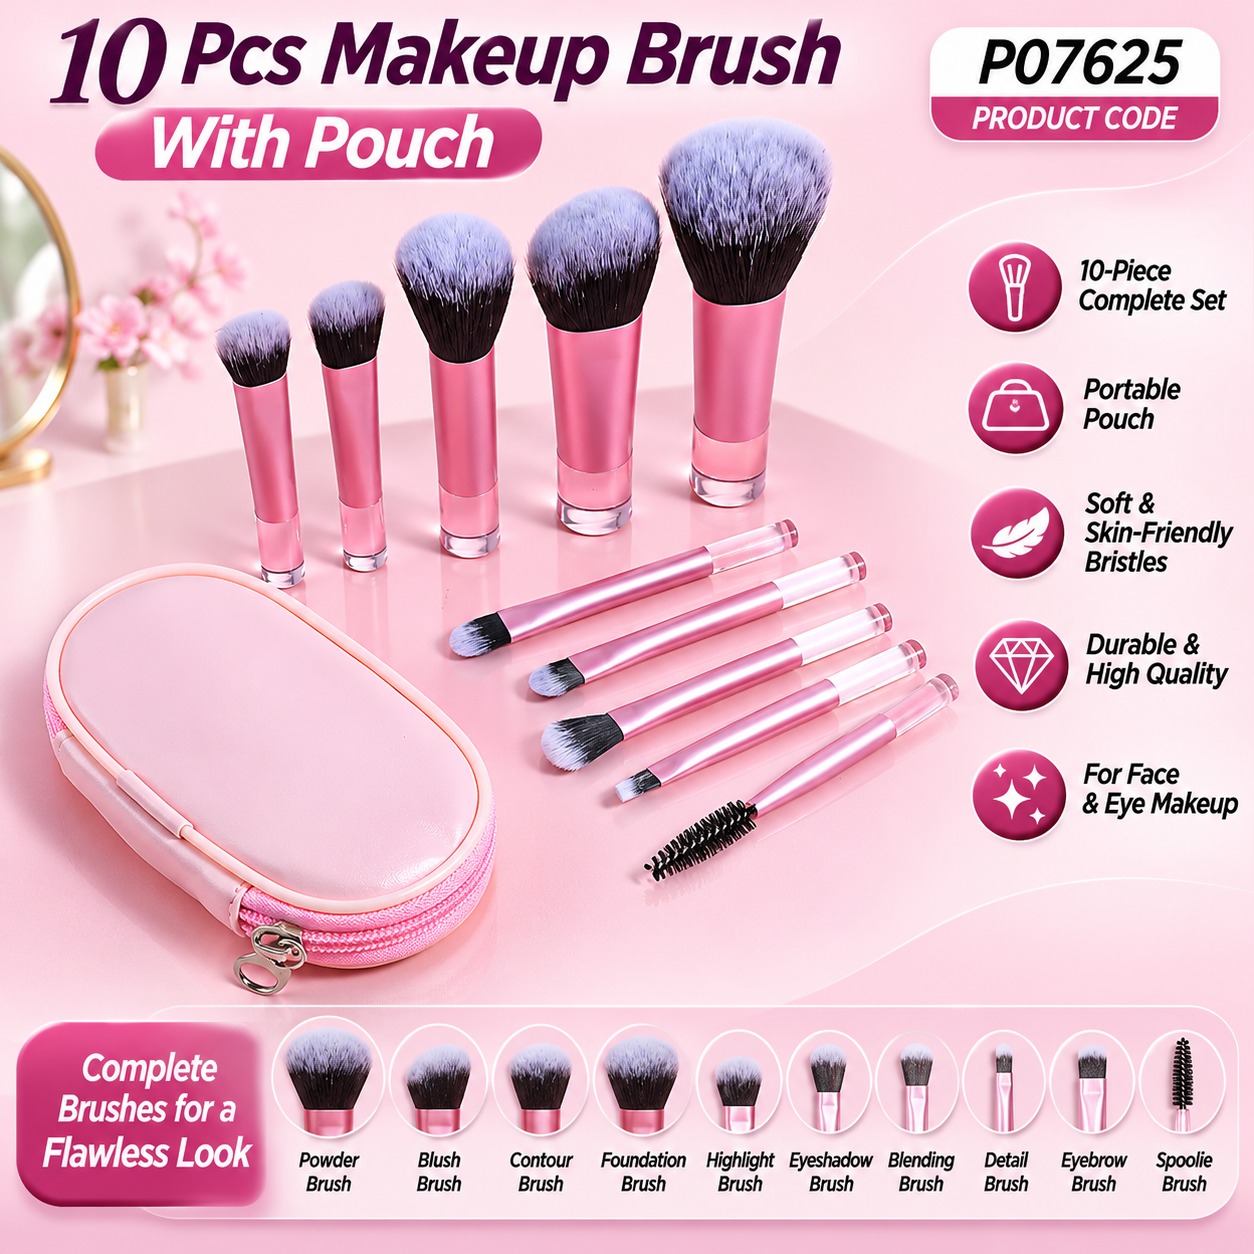 10 Pcs Makeup Brush
With Pouch
P07625
PRODUCT CODE
10-Piece
Complete Set
Portable
Pouch
Soft &
Skin-Friendly
Bristles
Durable &
High Quality
For Face
& Eye Makeup
Complete
Brushes for a
Flawless Look
Powder
Brush
Blush
Brush
Contour
Brush
Foundation
Brush
Highlight
Brush
Eyeshadow
Brush
Blending
Brush
Detail
Brush
Eyebrow
Brush
Spoolie
Brush